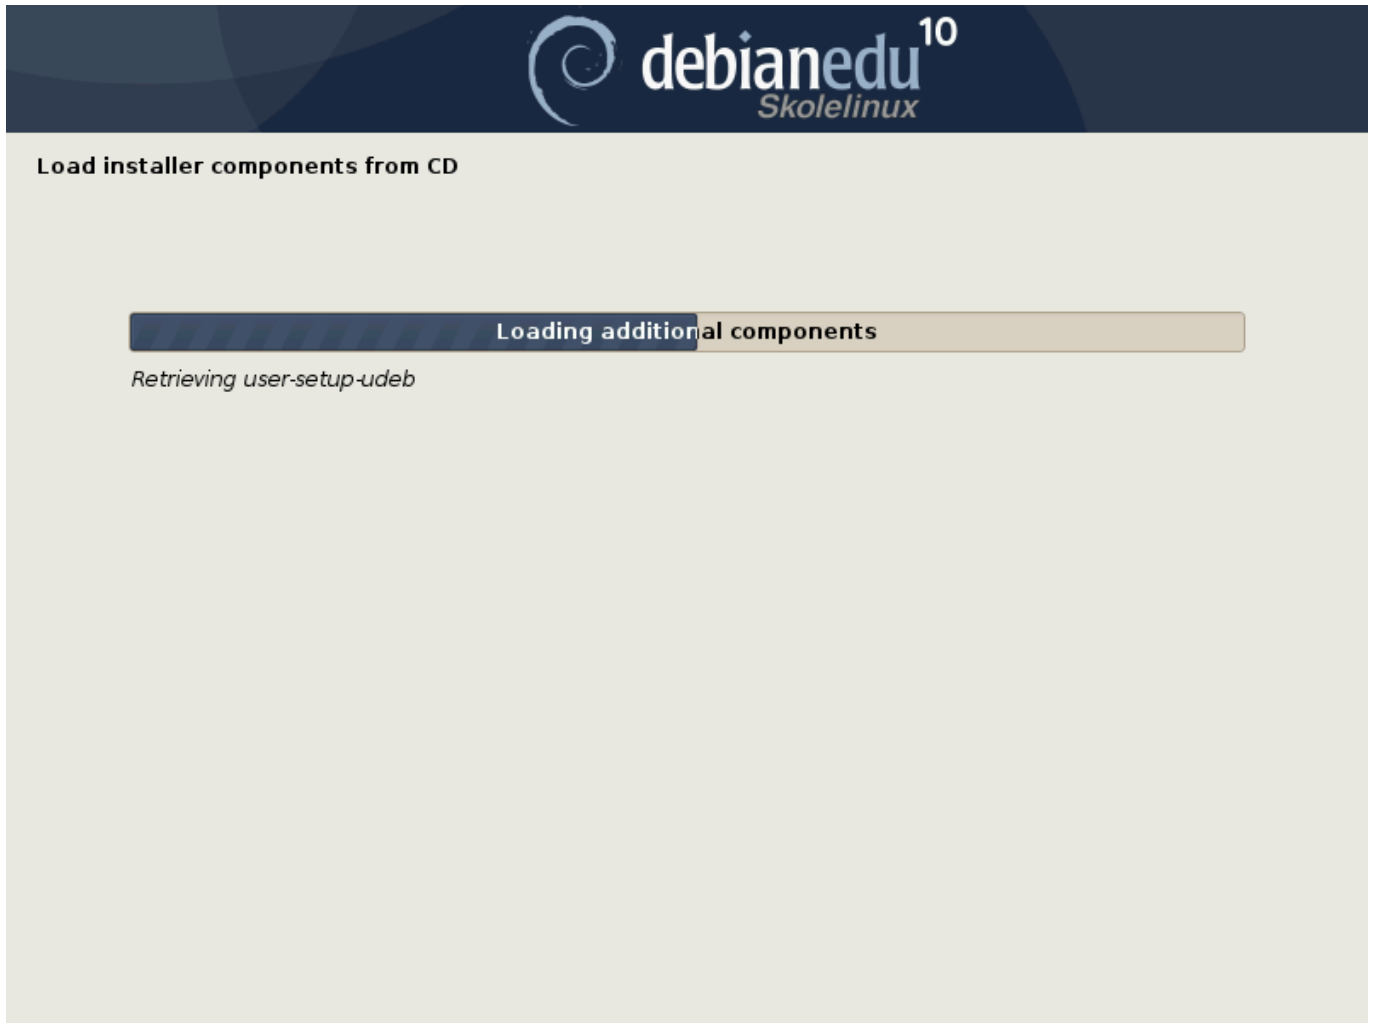 debianedu 10
Skolelinux
Load installer components from CD
Loading additional components
Retrieving user-setup-udeb